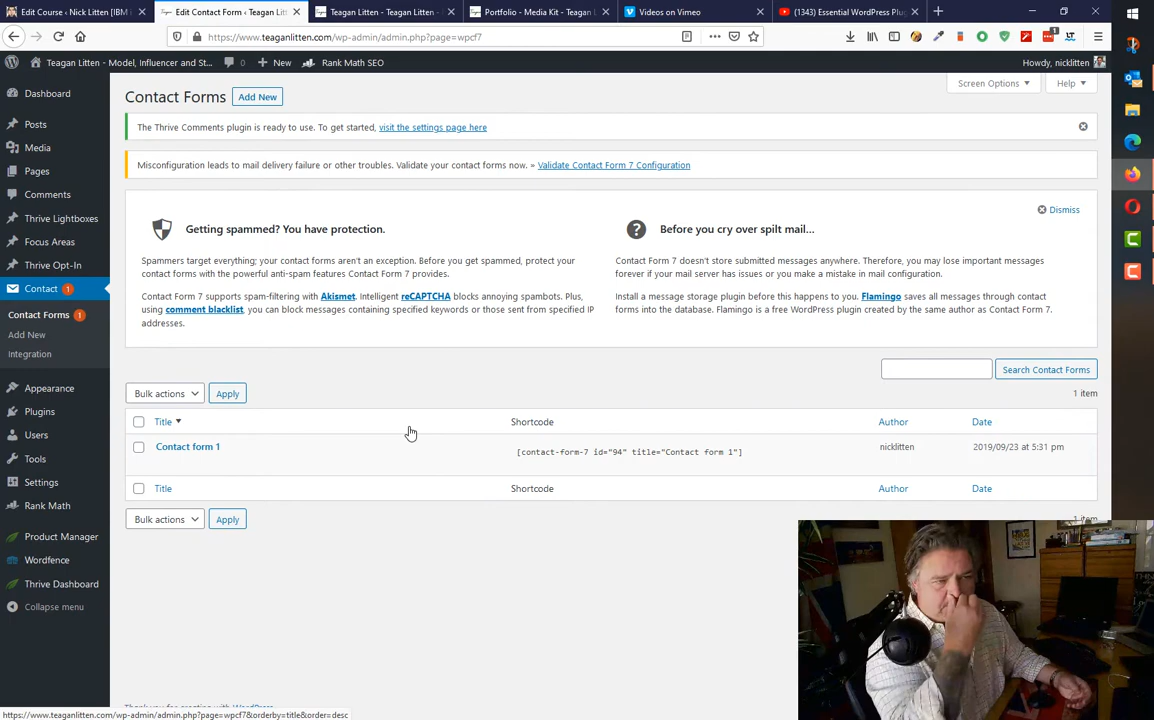 Edit Course ‹ Nick Litten [IBM i
Edit Contact Form ‹ Teagan Litt
Teagan Litten - Teagan Litten -
Portfolio - Media Kit - Teagan L
Videos on Vimeo
(1343) Essential WordPress Plug
https://www.teaganlitten.com/wp-admin/admin.php?page=wpcf7
Teagan Litten - Model, Influencer and St...
0
New
Rank Math SEO
Howdy, nicklitten
Dashboard
Posts
Media
Pages
Comments
Thrive Lightboxes
Focus Areas
Thrive Opt-In
Contact 1
Contact Forms 1
Add New
Integration
Appearance
Plugins
Users
Tools
Settings
Rank Math
Product Manager
Wordfence
Thrive Dashboard
Collapse menu
Screen Options
Help
Contact Forms
Add New
The Thrive Comments plugin is ready to use. To get started, visit the settings page here
Misconfiguration leads to mail delivery failure or other troubles. Validate your contact forms now. » Validate Contact Form 7 Configuration
Dismiss
Getting spammed? You have protection.
Spammers target everything; your contact forms aren't an exception. Before you get spammed, protect your
contact forms with the powerful anti-spam features Contact Form 7 provides.
Contact Form 7 supports spam-filtering with Akismet. Intelligent reCAPTCHA blocks annoying spambots. Plus,
using comment blacklist, you can block messages containing specified keywords or those sent from specified IP
addresses.
Before you cry over spilt mail...
Contact Form 7 doesn't store submitted messages anywhere. Therefore, you may lose important messages
forever if your mail server has issues or you make a mistake in mail configuration.
Install a message storage plugin before this happens to you. Flamingo saves all messages through contact
forms into the database. Flamingo is a free WordPress plugin created by the same author as Contact Form 7.
Search Contact Forms
Bulk actions
Apply
1 item
Title
Shortcode
Author
Date
Contact form 1
[contact-form-7 id="94" title="Contact form 1"]
nicklitten
2019/09/23 at 5:31 pm
Title
Shortcode
Author
Date
Bulk actions
Apply
1 item
Thank you for creating with WordPress.
https://www.teaganlitten.com/wp-admin/admin.php?page=wpcf7&orderby=title&order=desc